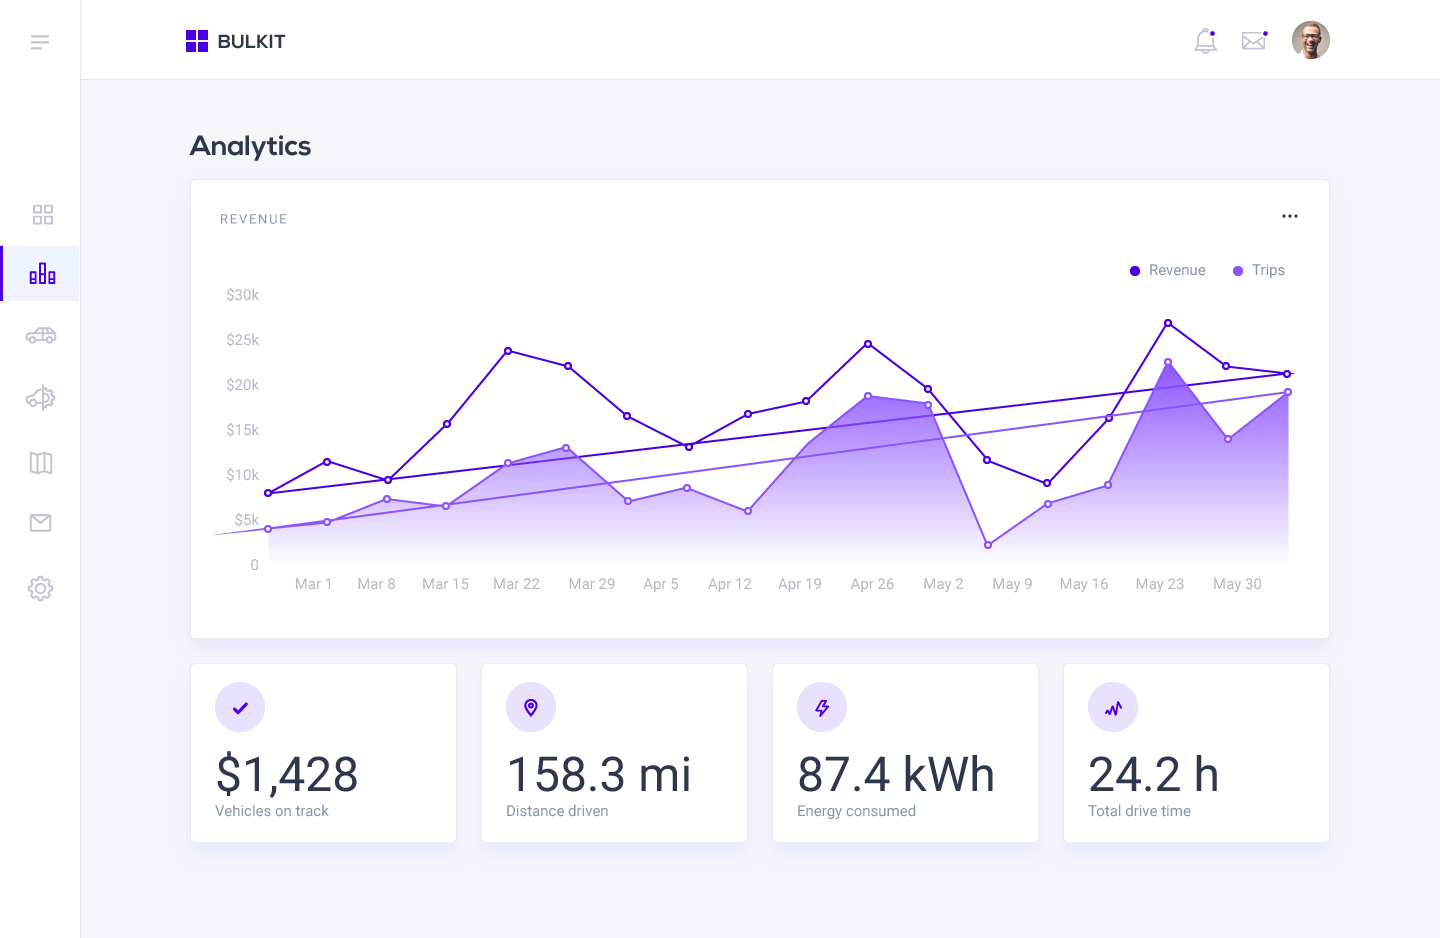 BULKIT
Analytics
REVENUE
Revenue Trips
$30k
$25k
$20k
$15k
$10k
$5k
0
Mar 1 Mar 8 Mar 15 Mar 22 Mar 29 Apr 5 Apr 12 Apr 19 Apr 26 May 2 May 9 May 16 May 23 May 30
$1,428
Vehicles on track
158.3 mi
Distance driven
87.4 kWh
Energy consumed
24.2 h
Total drive time